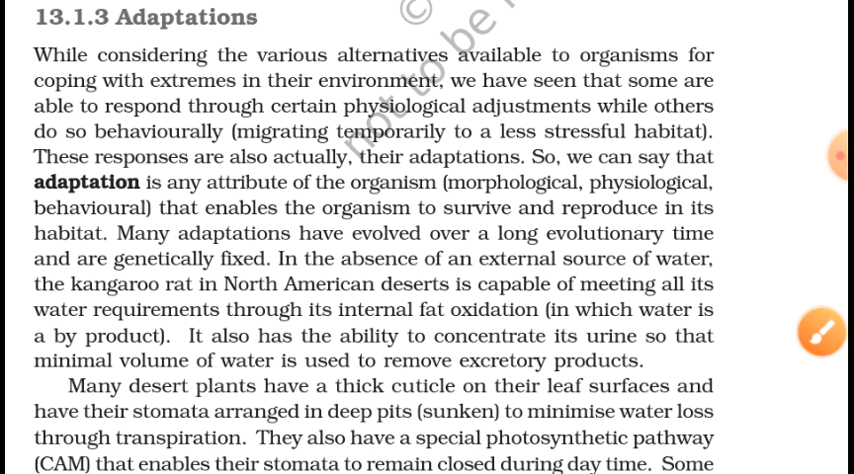 13.1.3 Adaptations
While considering the various alternatives available to organisms for
coping with extremes in their environment, we have seen that some are
able to respond through certain physiological adjustments while others
do so behaviourally (migrating temporarily to a less stressful habitat).
These responses are also actually, their adaptations. So, we can say that
adaptation is any attribute of the organism (morphological, physiological,
behavioural) that enables the organism to survive and reproduce in its
habitat. Many adaptations have evolved over a long evolutionary time
and are genetically fixed. In the absence of an external source of water,
the kangaroo rat in North American deserts is capable of meeting all its
water requirements through its internal fat oxidation (in which water is
a by product). It also has the ability to concentrate its urine so that
minimal volume of water is used to remove excretory products.
Many desert plants have a thick cuticle on their leaf surfaces and
have their stomata arranged in deep pits (sunken) to minimise water loss
through transpiration. They also have a special photosynthetic pathway
(CAM) that enables their stomata to remain closed during day time. Some
©
not to be